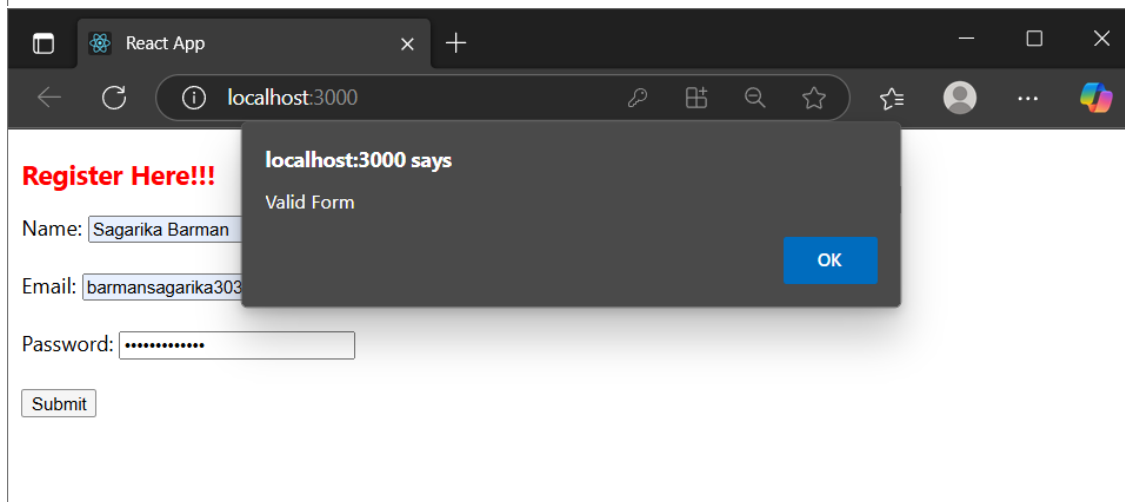 React App
localhost:3000
localhost:3000 says
Valid Form
OK
Register Here!!!
Name: Sagarika Barman
Email: barmansagarika303
Password: •••••••••••••
Submit